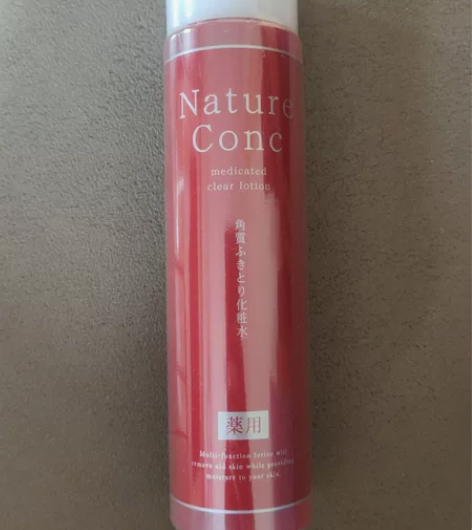 Nature
Conc
medicated
clear lotion
角質ふきとり化粧水
薬用
Multi-function lotion will
remove old skin while providing
moisture to your skin.